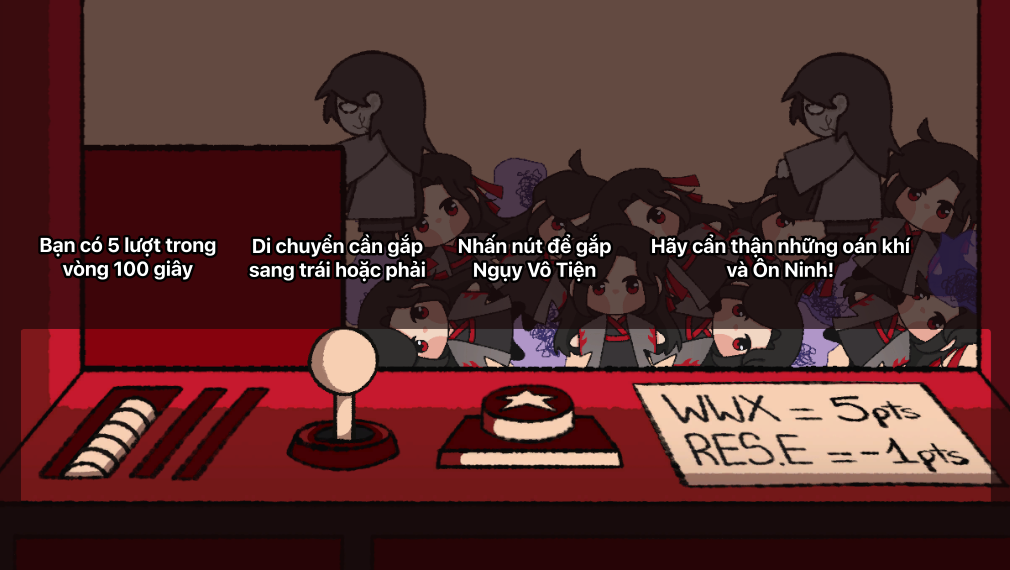 Bạn có 5 lượt trong
vòng 100 giây
Di chuyển cần gắp
sang trái hoặc phải
Nhấn nút để gắp
Ngụy Vô Tiện
Hãy cẩn thận những oán khí
và Ôn Ninh!
WWX = 5pts
RES.E = -1pts